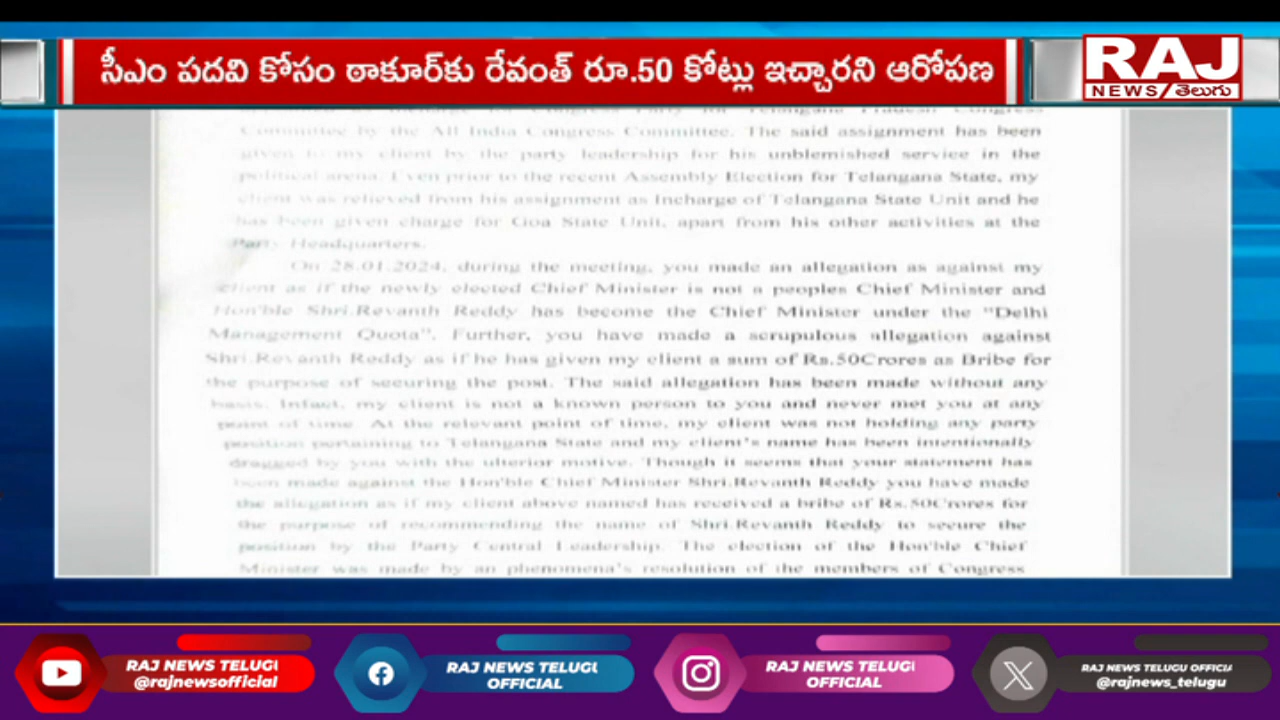 సీఎం పదవి కోసం ఠాకూర్‌కు రేవంత్ రూ.50 కోట్లు ఇచ్చారని ఆరోపణ
RAJ
NEWS తెలుగు
Committee by the All India Congress Committee. The said assignment has been
given to my client by the party leadership for his unblemished service in the
political arena. Even prior to the recent Assembly Election for Telangana State, my
client was relieved from his assignment as Incharge of Telangana State Unit and he
has been given charge for Goa State Unit, apart from his other activities at the
Party Headquarters.
On 28.01.2024, during the meeting, you made an allegation as against my
client as if the newly elected Chief Minister is not a peoples Chief Minister and
Hon'ble Shri.Revanth Reddy has become the Chief Minister under the "Delhi
Management Quota". Further, you have made a scrupulous allegation against
Shri.Revanth Reddy as if he has given my client a sum of Rs.50Crores as Bribe for
the purpose of securing the post. The said allegation has been made without any
basis. Infact, my client is not a known person to you and never met you at any
point of time. At the relevant point of time, my client was not holding any party
position pertaining to Telangana State and my client's name has been intentionally
dragged by you with the ulterior motive. Though it seems that your statement has
been made against the Hon'ble Chief Minister Shri.Revanth Reddy you have made
the allegation as if my client above named has received a bribe of Rs.50Crores for
the purpose of recommending the name of Shri.Revanth Reddy to secure the
position by the Party Central Leadership. The election of the Hon'ble Chief
Minister was made by an phenomena's resolution of the members of Congress
RAJ NEWS TELUGU
@rajnewsofficial
RAJ NEWS TELUGU
OFFICIAL
RAJ NEWS TELUGU
OFFICIAL
RAJ NEWS TELUGU OFFICIAL
@rajnews_telugu